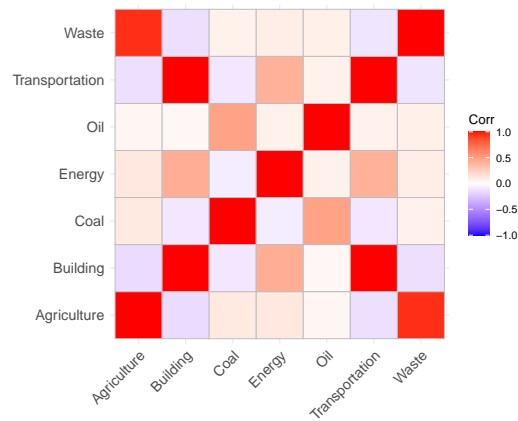 Waste
Transportation
Oil
Energy
Coal
Building
Agriculture
Agriculture
Building
Coal
Energy
Oil
Transportation
Waste
Corr
1.0
0.5
0.0
−0.5
−1.0